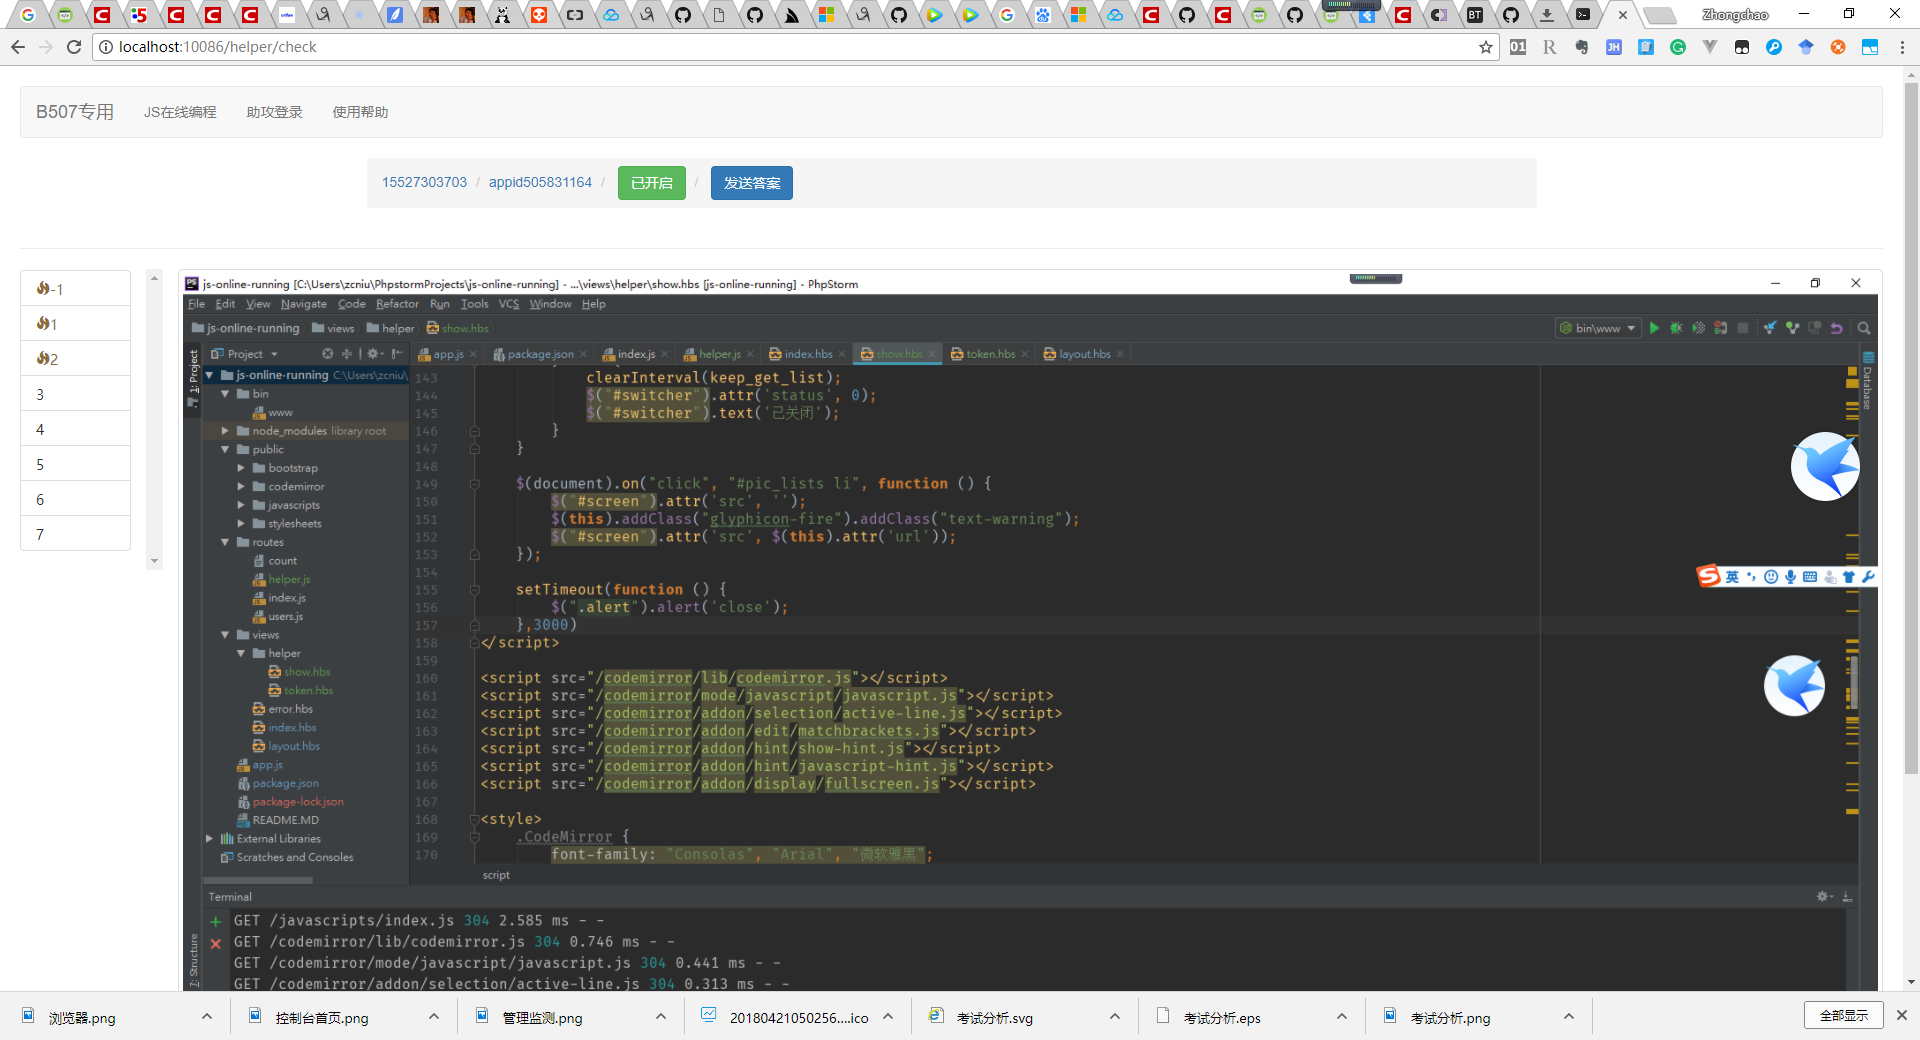 Zhongchao
localhost:10086/helper/check
B507专用 JS在线编程 助攻登录 使用帮助
15527303703 / appid505831164 / 已开启 / 发送答案
-1
1
2
3
4
5
6
7
js-online-running [C:\Users\zcniu\PhpstormProjects\js-online-running] - ...\views\helper\show.hbs [js-online-running] - PhpStorm
File Edit View Navigate Code Refactor Run Tools VCS Window Help
js-online-running views helper show.hbs
bin\www
Project
app.js package.json index.js helper.js index.hbs show.hbs token.hbs layout.hbs
1: Project
Database
js-online-running C:\Users\zcniu\
bin
www
node_modules library root
public
bootstrap
codemirror
javascripts
stylesheets
routes
count
helper.js
index.js
users.js
views
helper
show.hbs
token.hbs
error.hbs
index.hbs
layout.hbs
app.js
package.json
package-lock.json
README.MD
External Libraries
Scratches and Consoles
143 clearInterval(keep_get_list);
144 $("#switcher").attr('status', 0);
145 $("#switcher").text('已关闭');
146 }
147 }
148
149 $(document).on("click", "#pic_lists li", function () {
150 $("#screen").attr('src', '');
151 $(this).addClass("glyphicon-fire").addClass("text-warning");
152 $("#screen").attr('src', $(this).attr('url'));
153 });
154
155 setTimeout(function () {
156 $(".alert").alert('close');
157 },3000)
158 </script>
159
160 <script src="/codemirror/lib/codemirror.js"></script>
161 <script src="/codemirror/mode/javascript/javascript.js"></script>
162 <script src="/codemirror/addon/selection/active-line.js"></script>
163 <script src="/codemirror/addon/edit/matchbrackets.js"></script>
164 <script src="/codemirror/addon/hint/show-hint.js"></script>
165 <script src="/codemirror/addon/hint/javascript-hint.js"></script>
166 <script src="/codemirror/addon/display/fullscreen.js"></script>
167
168 <style>
169 .CodeMirror {
170 font-family: "Consolas", "Arial", "微软雅黑";
script
英
Terminal
Z: Structure
GET /javascripts/index.js 304 2.585 ms - -
GET /codemirror/lib/codemirror.js 304 0.746 ms - -
GET /codemirror/mode/javascript/javascript.js 304 0.441 ms - -
GET /codemirror/addon/selection/active-line.js 304 0.313 ms - -
浏览器.png 控制台首页.png 管理监测.png 20180421050256....ico 考试分析.svg 考试分析.eps 考试分析.png 全部显示